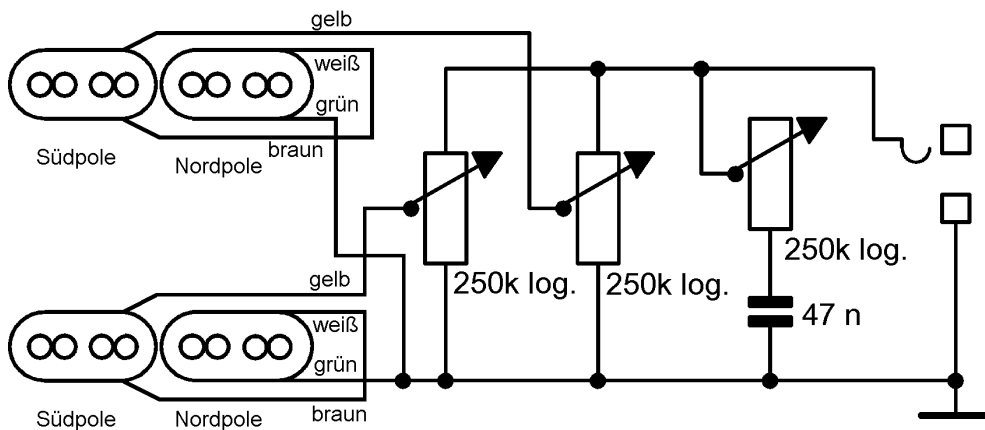 gelb
weiß
grün
braun
Südpole
Nordpole
250k log.
250k log.
250k log.
47 n
gelb
weiß
grün
braun
Südpole
Nordpole